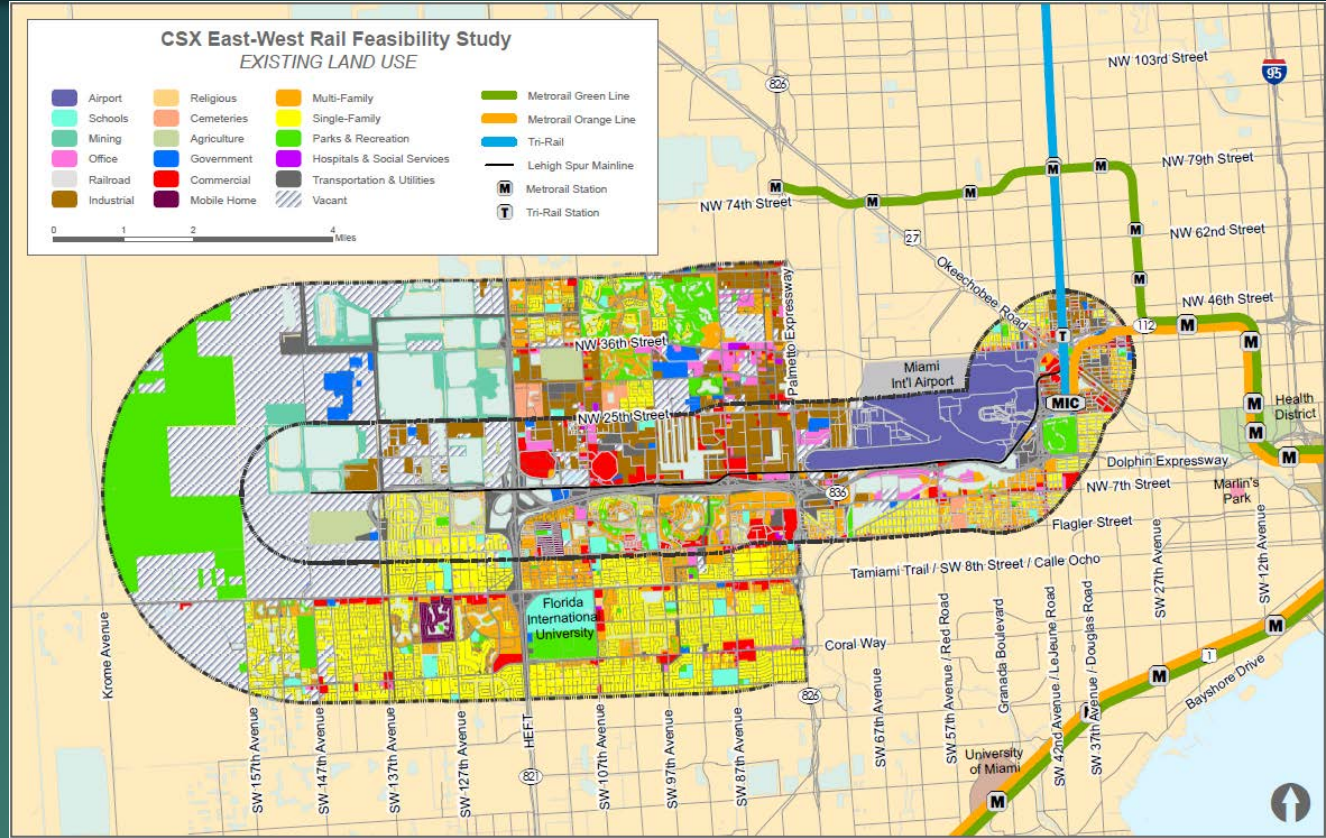 CSX East-West Rail Feasibility Study
EXISTING LAND USE
Airport
Schools
Mining
Office
Railroad
Industrial
Religious
Cemeteries
Agriculture
Government
Commercial
Mobile Home
Multi-Family
Single-Family
Parks & Recreation
Hospitals & Social Services
Transportation & Utilities
Vacant
Metrorail Green Line
Metrorail Orange Line
Tri-Rail
Lehigh Spur Mainline
M Metrorail Station
T Tri-Rail Station
0 1 2 4 Miles
NW 103rd Street
95
826
NW 79th Street
M
M
M
M
M
M
NW 74th Street
27
M
NW 62nd Street
Okeechobee Road
M
NW 46th Street
112
M
M
T
NW 36th Street
Palmetto Expressway
Miami
Int'l Airport
MIC
M
Health
District
NW 25th Street
M
M
Dolphin Expressway
NW 7th Street
Marlin's
Park
836
Flagler Street
Tamiami Trail / SW 8th Street / Calle Ocho
Florida
International
University
Coral Way
Krome Avenue
SW 157th Avenue
SW 147th Avenue
SW 137th Avenue
SW 127th Avenue
HEFT
821
SW 107th Avenue
SW 97th Avenue
SW 87th Avenue
826
SW 67th Avenue
SW 57th Avenue / Red Road
Granada Boulevard
SW 42nd Avenue / LeJeune Road
SW 37th Avenue / Douglas Road
SW 27th Avenue
SW 12th Avenue
M
M
1
Bayshore Drive
M
University
of Miami
M